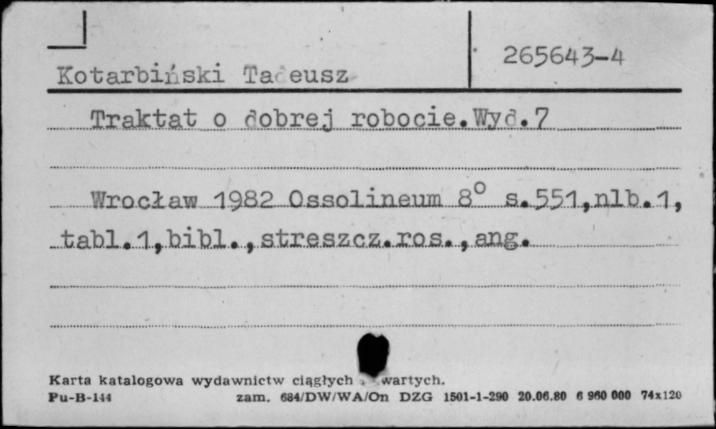 265643-4
Kotarbiński Tadeusz
Traktat o dobrej robocie.Wyd.7
Wrocław 1982 Ossolineum 8° s.551,nlb.1,
tabl.1,bibl.,streszcz.ros.,ang.
Karta katalogowa wydawnictw ciągłych wartych.
Pu-B-144 zam. 684/DW/WA/On DZG 1501-1-290 20.06.80 6 960 000 74x120